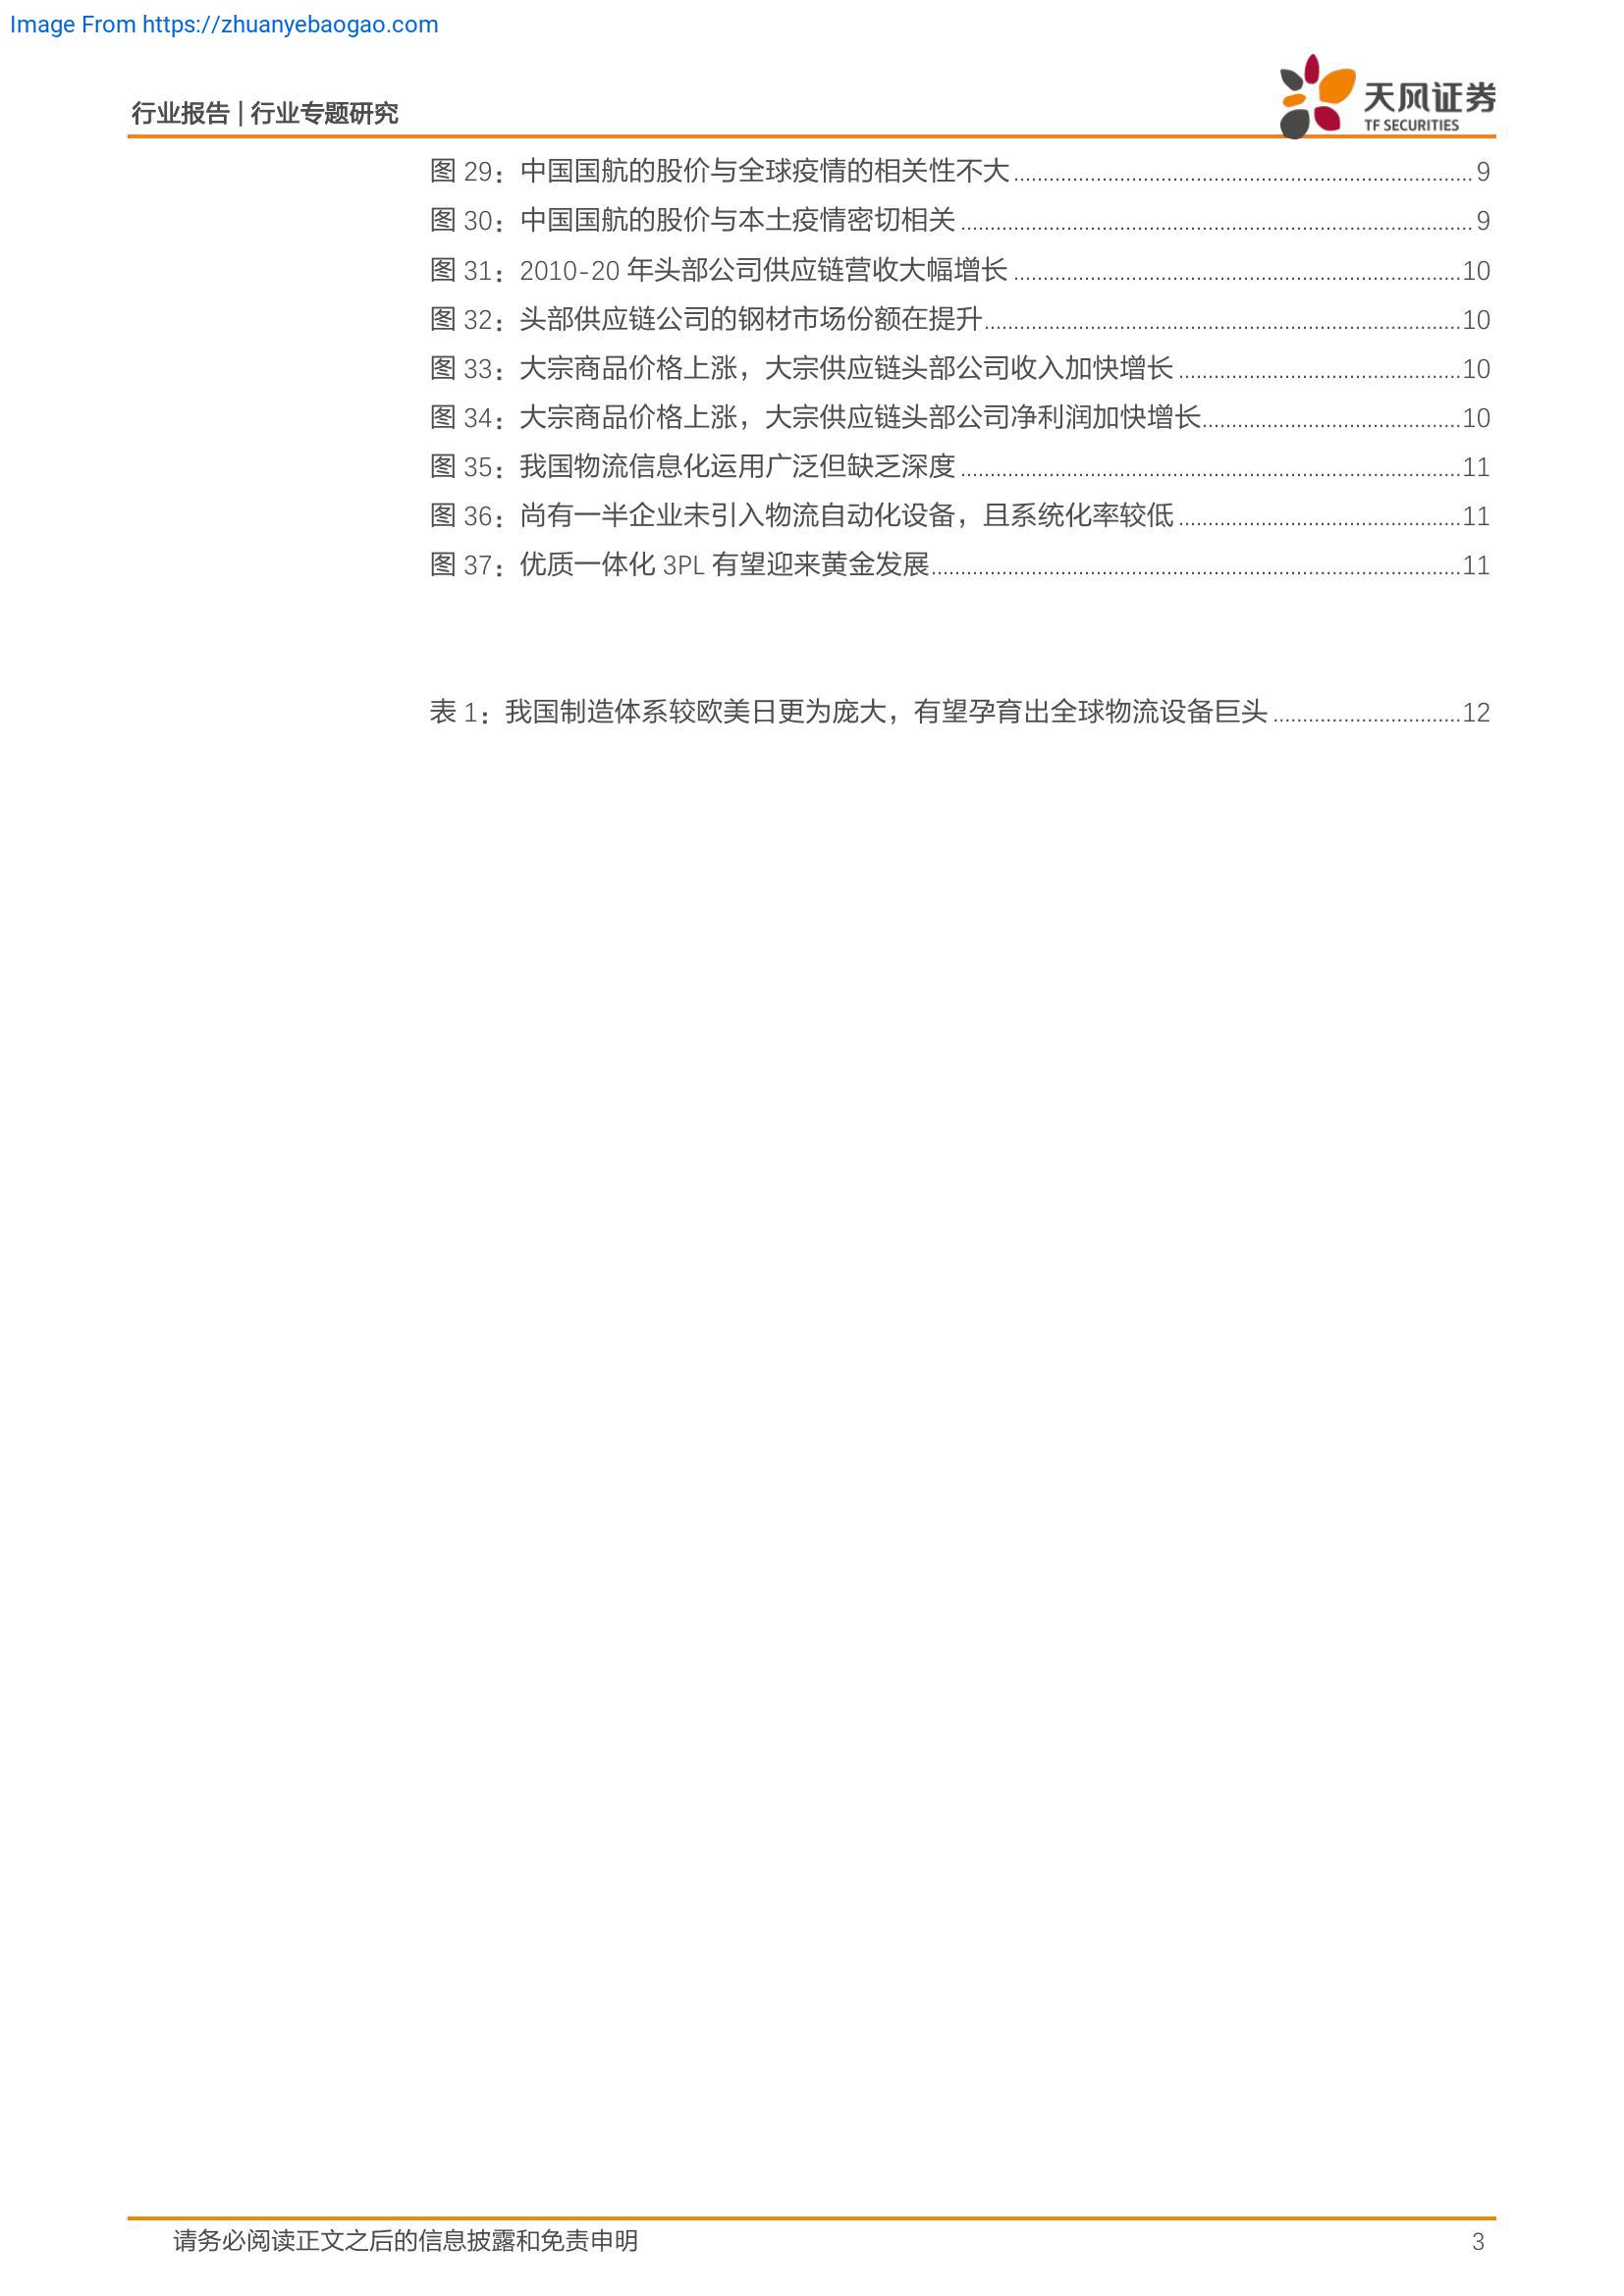 Image From https://zhuanyebaogao.com
行业报告 | 行业专题研究
天风证券
TF SECURITIES
图 29：中国国航的股价与全球疫情的相关性不大 ........ 9
图 30：中国国航的股价与本土疫情密切相关 ........ 9
图 31：2010-20 年头部公司供应链营收大幅增长 ........ 10
图 32：头部供应链公司的钢材市场份额在提升 ........ 10
图 33：大宗商品价格上涨，大宗供应链头部公司收入加快增长 ........ 10
图 34：大宗商品价格上涨，大宗供应链头部公司净利润加快增长 ........ 10
图 35：我国物流信息化运用广泛但缺乏深度 ........ 11
图 36：尚有一半企业未引入物流自动化设备，且系统化率较低 ........ 11
图 37：优质一体化 3PL 有望迎来黄金发展 ........ 11
表 1：我国制造体系较欧美日更为庞大，有望孕育出全球物流设备巨头 ........ 12
请务必阅读正文之后的信息披露和免责申明 3